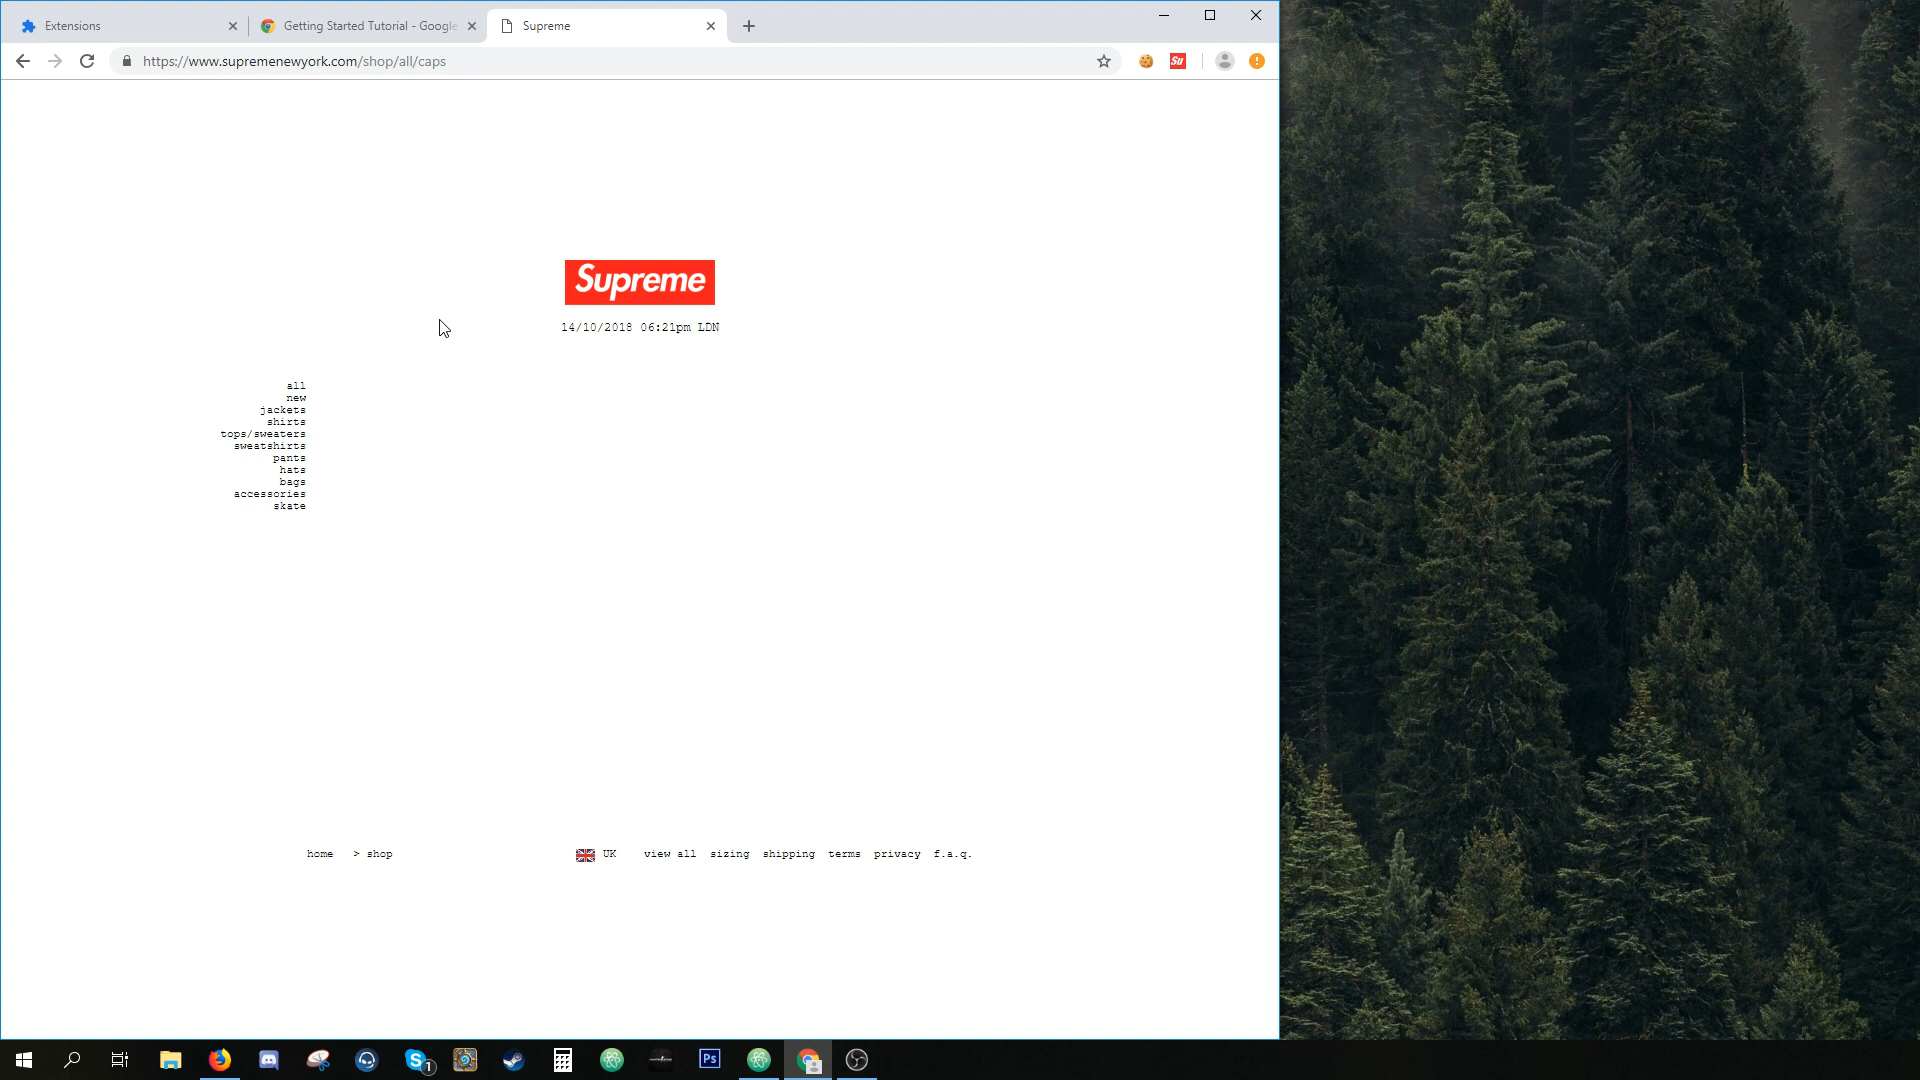 Extensions
Getting Started Tutorial - Google
Supreme
https://www.supremenewyork.com/shop/all/caps
Su
Supreme
14/10/2018 06:21pm LDN
all
new
jackets
shirts
tops/sweaters
sweatshirts
pants
hats
bags
accessories
skate
home > shop
UK view all sizing shipping terms privacy f.a.q.
1
Ps